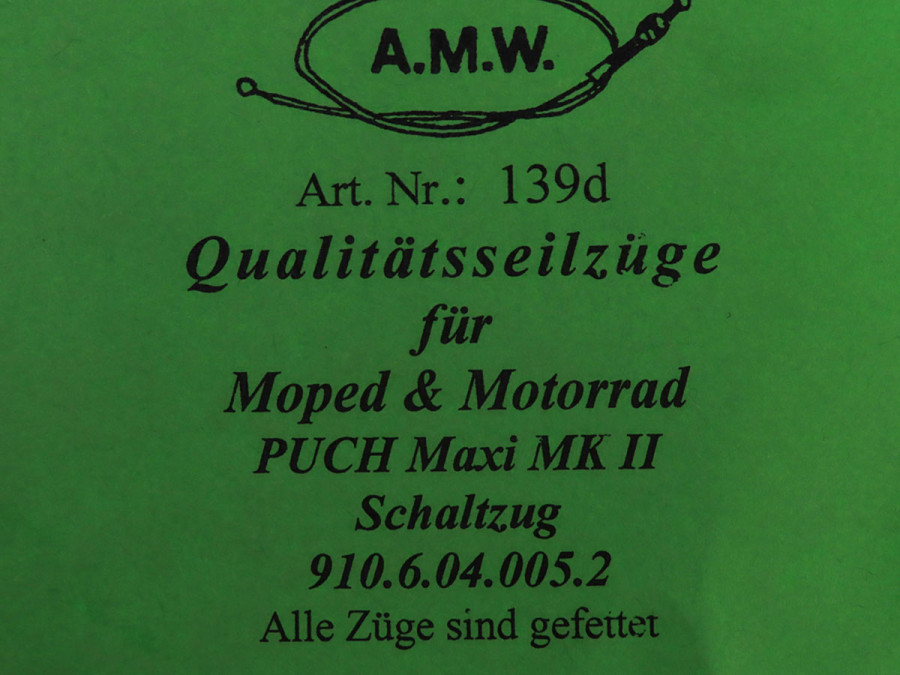 A.M.W.
Art. Nr.: 139d
Qualitätsseilzüge
für
Moped & Motorrad
PUCH Maxi MK II
Schaltzug
910.6.04.005.2
Alle Züge sind gefettet